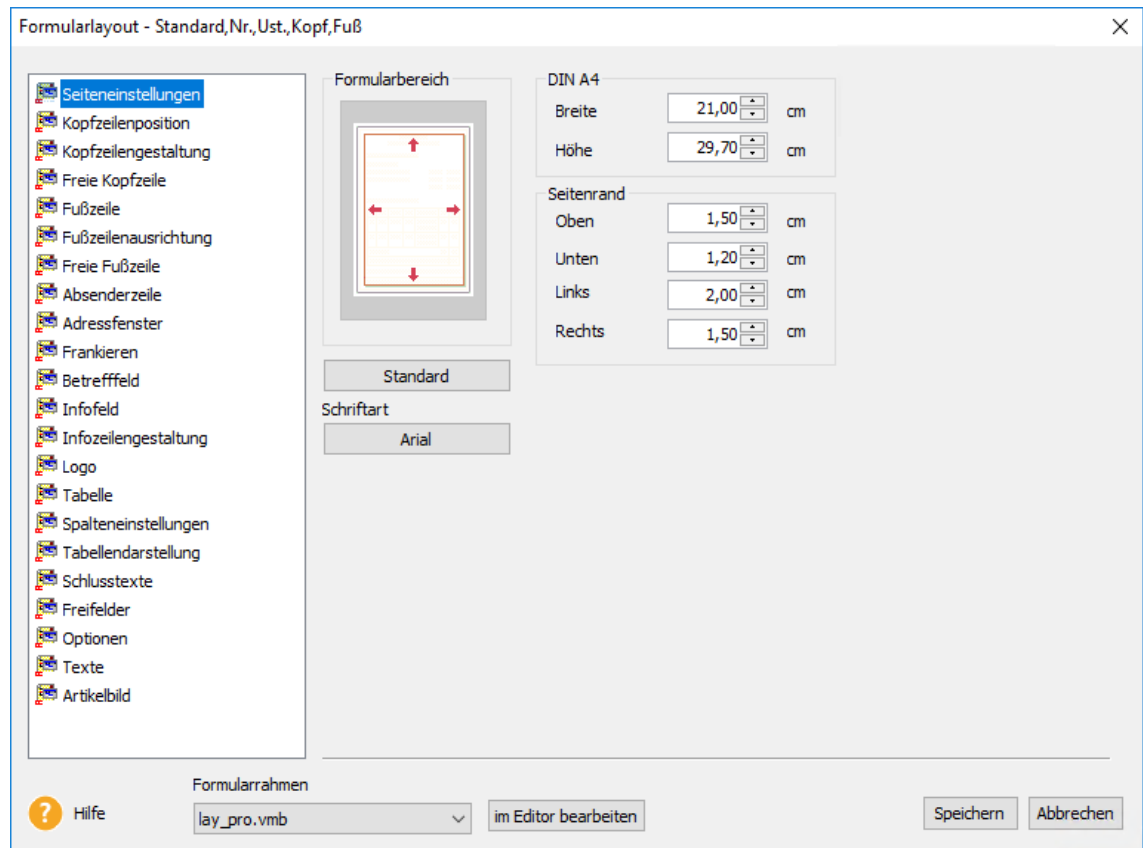 Formularlayout - Standard,Nr.,Ust.,Kopf,Fuß
Seiteneinstellungen
Kopfzeilenposition
Kopfzeilengestaltung
Freie Kopfzeile
Fußzeile
Fußzeilenausrichtung
Freie Fußzeile
Absenderzeile
Adressfenster
Frankieren
Betrefffeld
Infofeld
Infozeilengestaltung
Logo
Tabelle
Spalteneinstellungen
Tabellendarstellung
Schlusstexte
Freifelder
Optionen
Texte
Artikelbild
Formularbereich
Standard
Schriftart
Arial
DIN A4
Breite 21,00 cm
Höhe 29,70 cm
Seitenrand
Oben 1,50 cm
Unten 1,20 cm
Links 2,00 cm
Rechts 1,50 cm
? Hilfe
Formularrahmen
lay_pro.vmb
im Editor bearbeiten
Speichern
Abbrechen